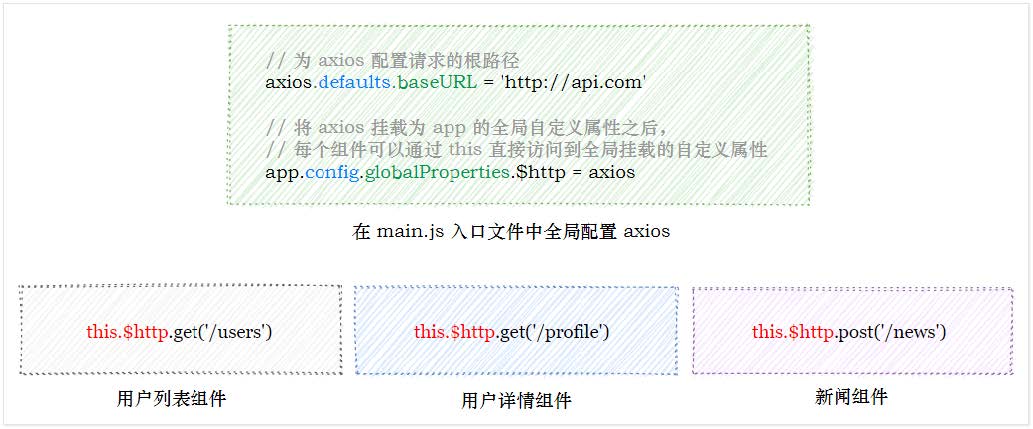 // 为 axios 配置请求的根路径
axios.defaults.baseURL = 'http://api.com'
// 将 axios 挂载为 app 的全局自定义属性之后，
// 每个组件可以通过 this 直接访问到全局挂载的自定义属性
app.config.globalProperties.$http = axios
在 main.js 入口文件中全局配置 axios
this.$http.get('/users')
this.$http.get('/profile')
this.$http.post('/news')
用户列表组件
用户详情组件
新闻组件